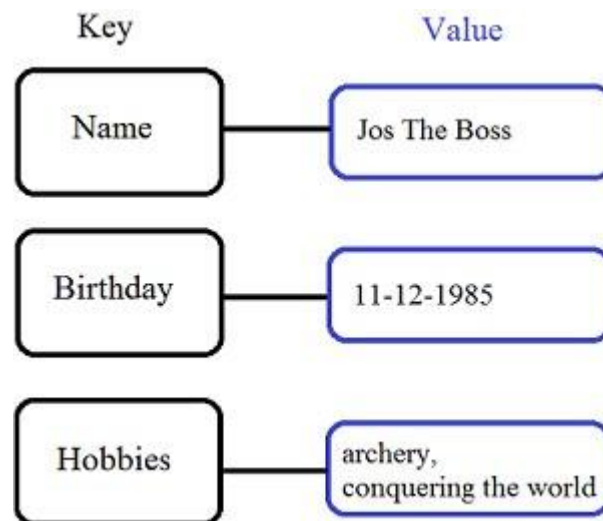 Key Value
Name Jos The Boss
Birthday 11-12-1985
Hobbies archery,
conquering the world